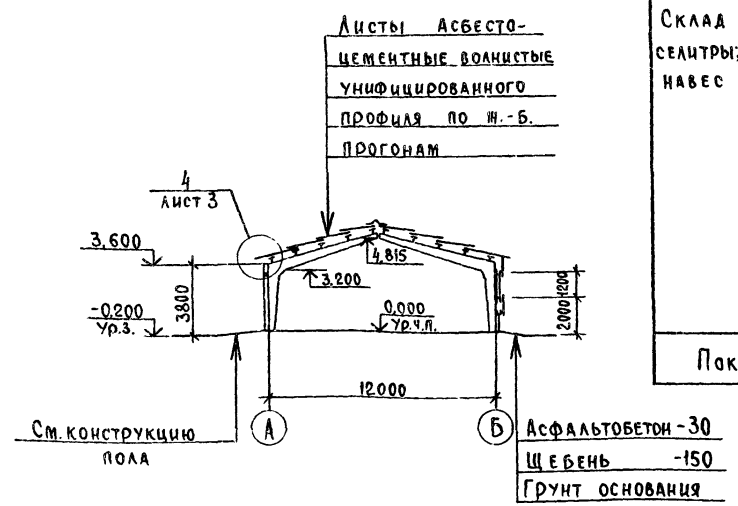 Листы Асбесто-
цементные волнистые
унифицированного
профиля по ж.-б.
прогонам
Склад
селитры;
навес
4
Лист 3
3.600
4.815
3.200
3800
-0.200
Ур.з.
0.000
Ур.ч.п.
1200
2000
12000
Пок
А
Б
См. конструкцию
пола
Асфальтобетон-30
Щебень -150
Грунт основания